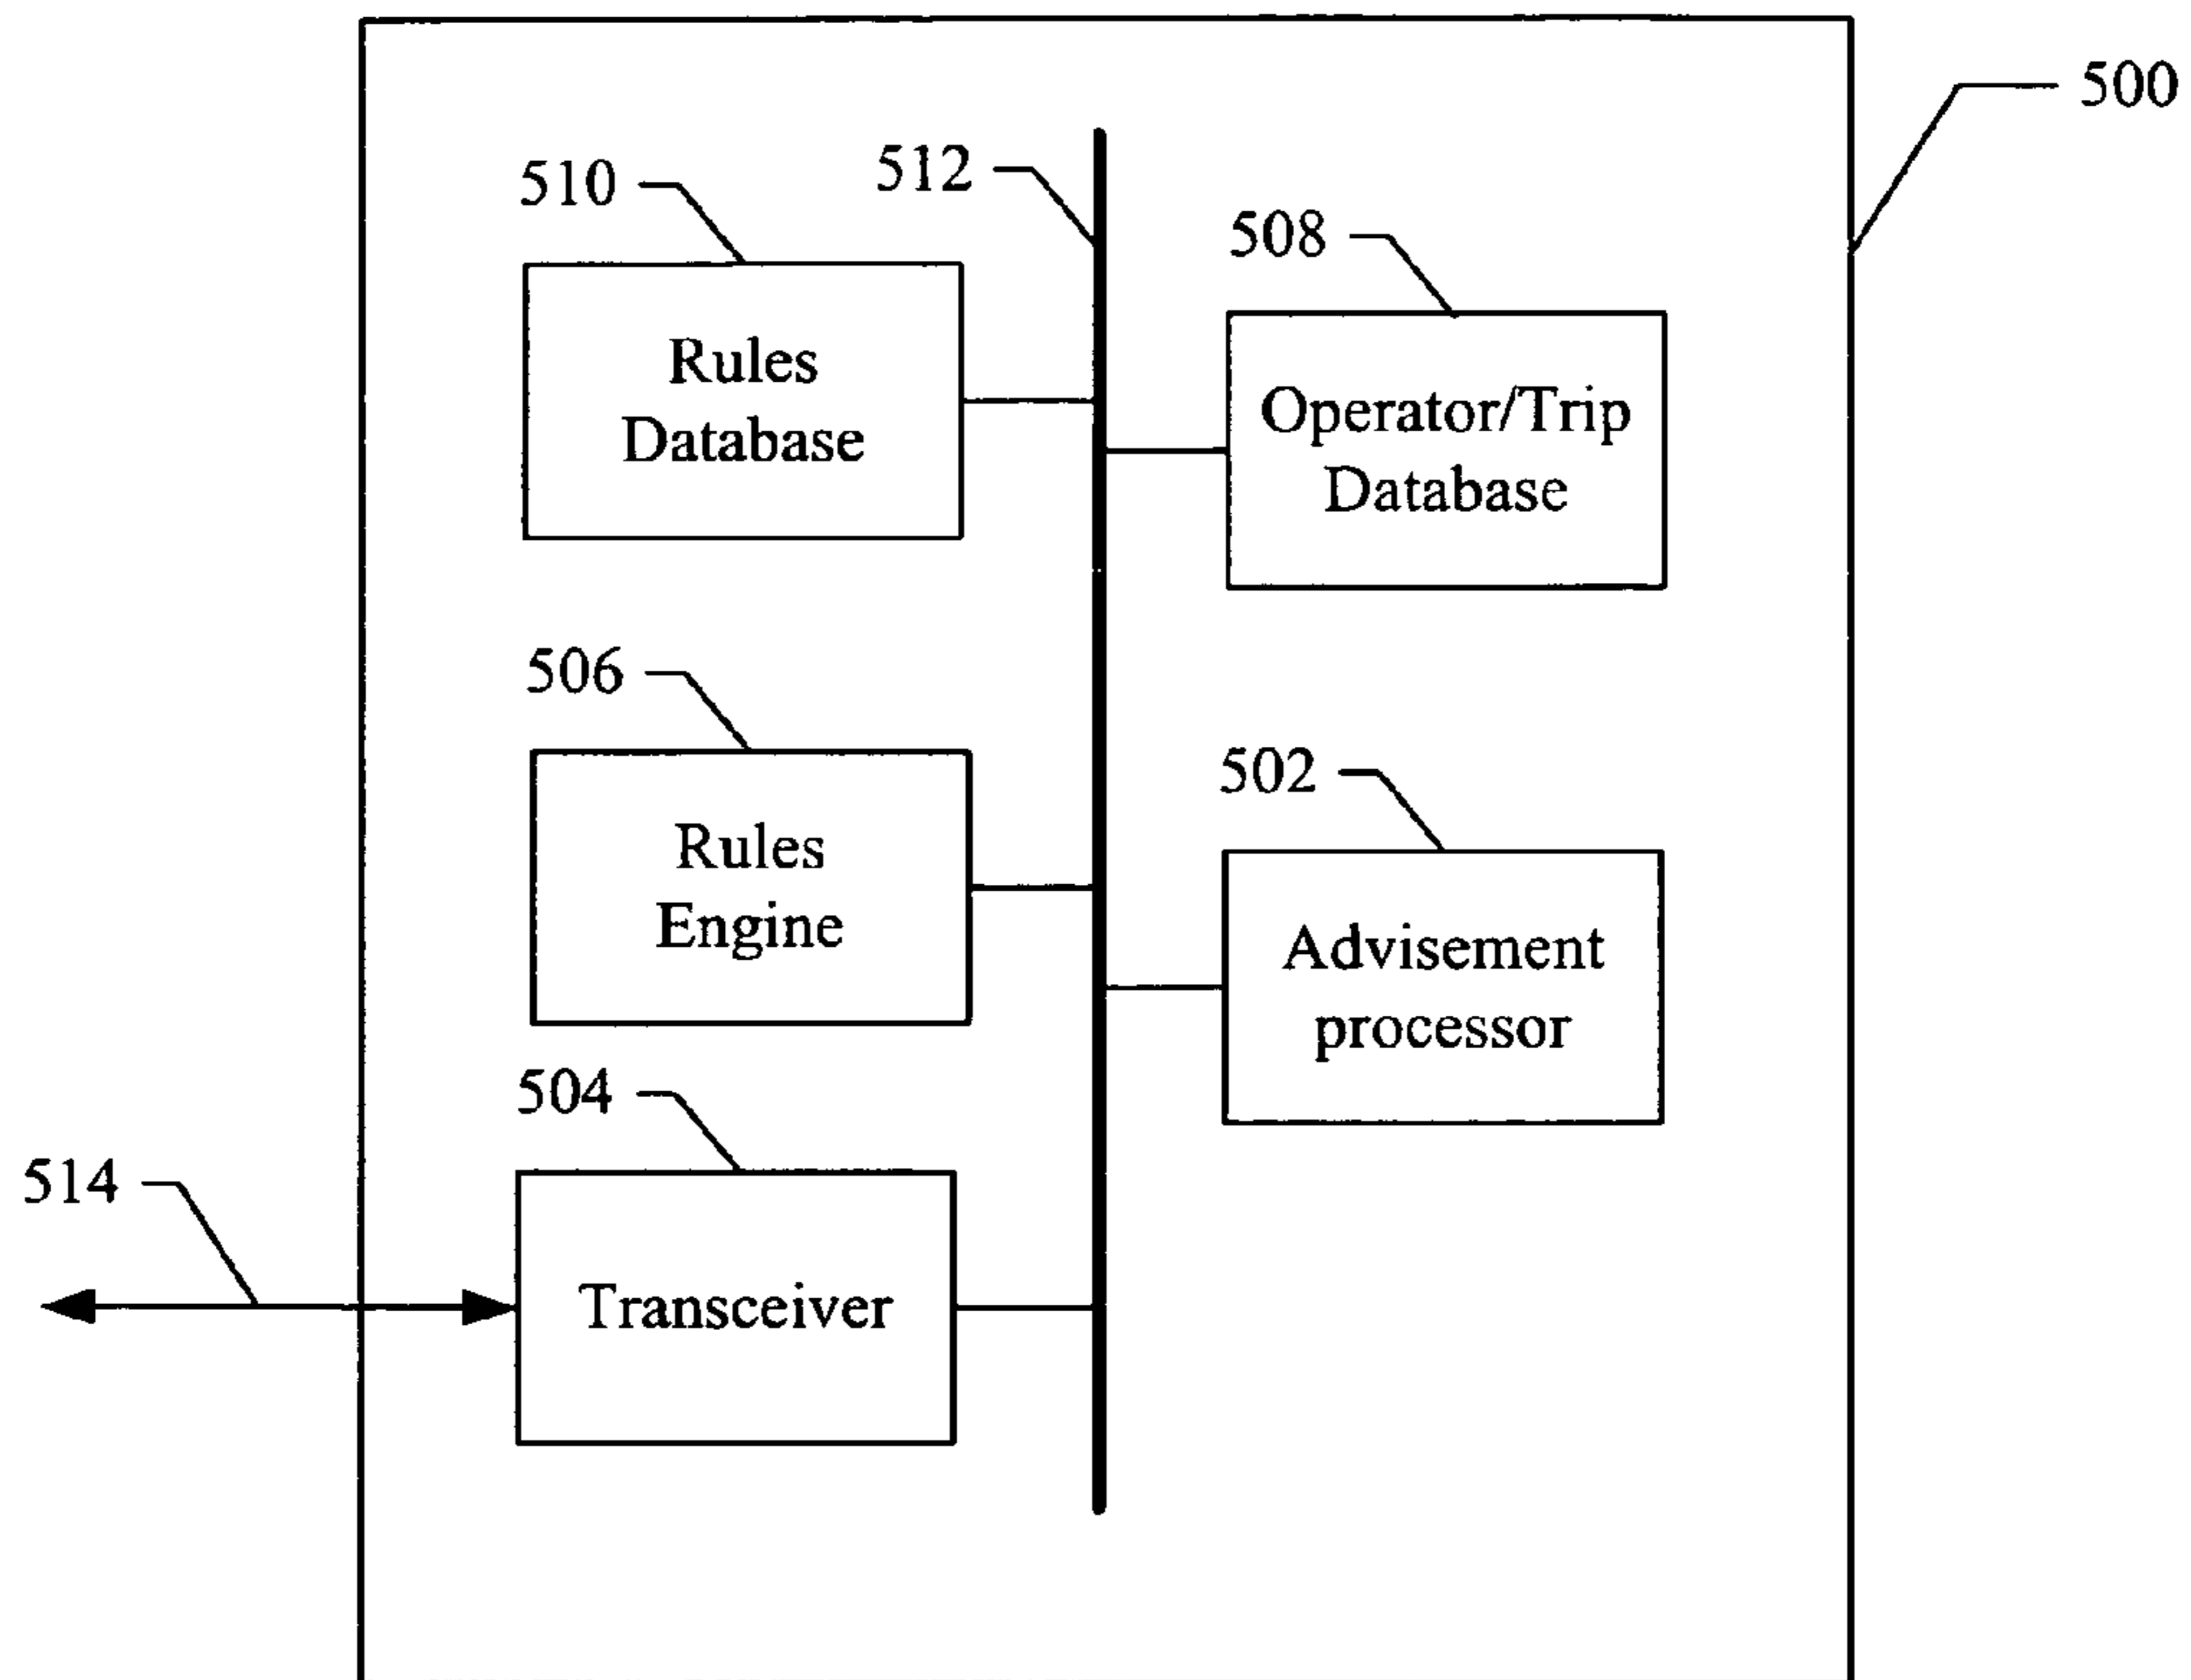 500
512
510
508
Rules
Database
Operator/Trip
Database
506
502
Rules
Engine
Advisement
processor
504
514
Transceiver